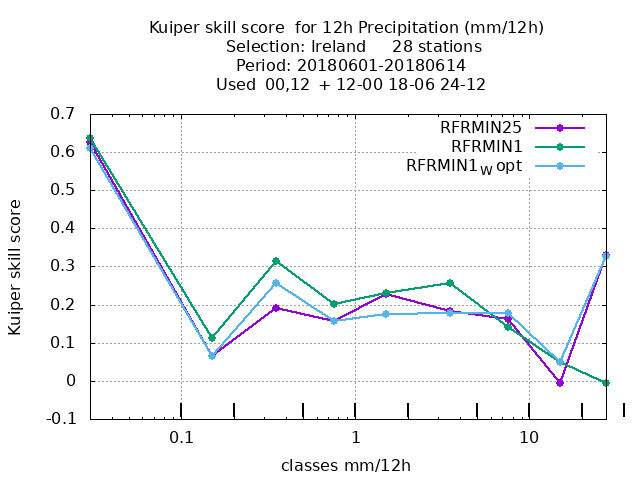 Kuiper skill score  for 12h Precipitation (mm/12h)
Selection: Ireland     28 stations
Period: 20180601-20180614
Used  00,12  + 12-00 18-06 24-12
RFRMIN25
RFRMIN1
RFRMIN1W opt
Kuiper skill score
0.7
0.6
0.5
0.4
0.3
0.2
0.1
0
-0.1
0.1 1 10
classes mm/12h